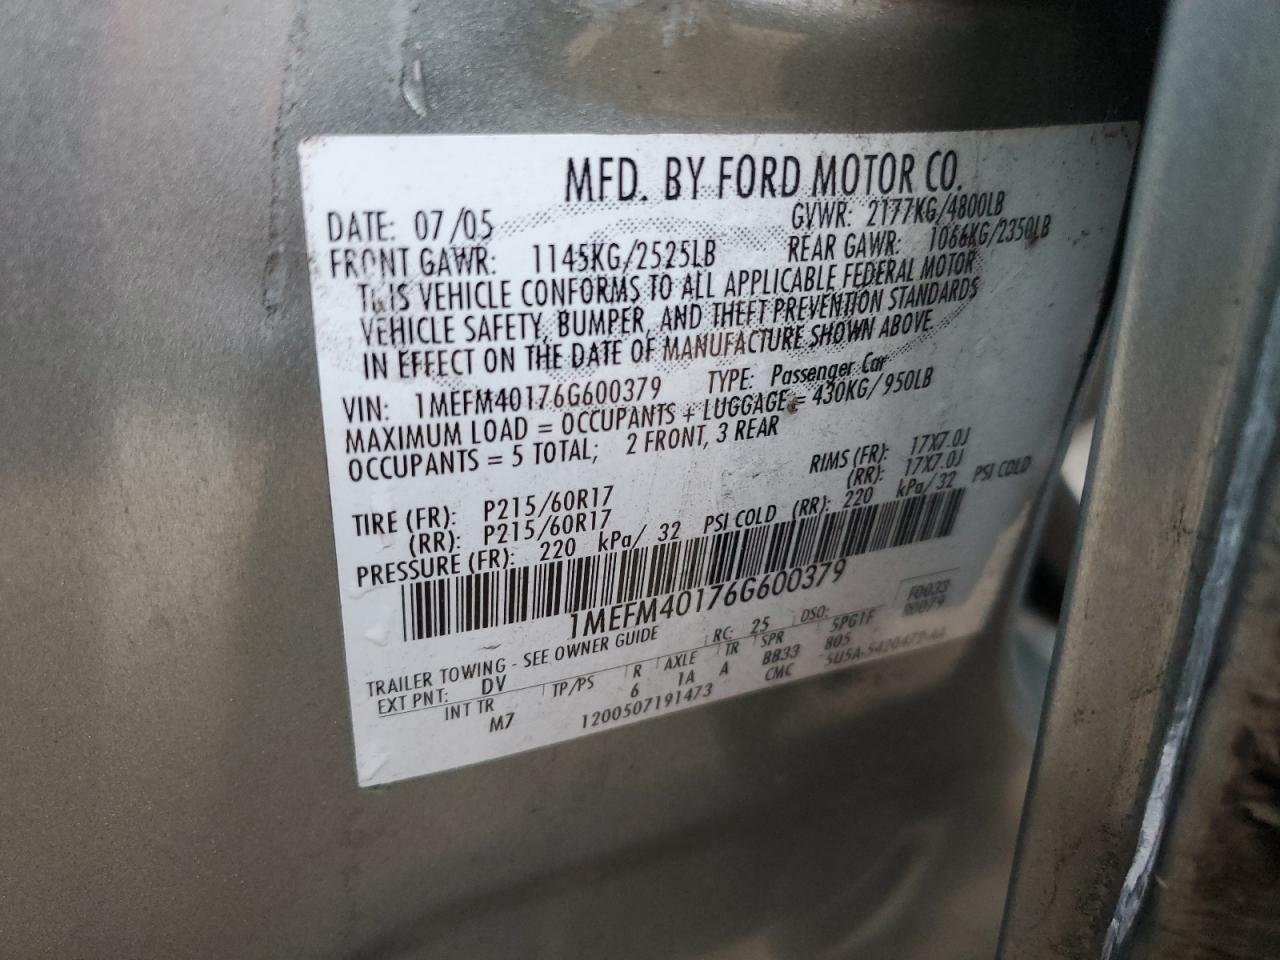 MFD. BY FORD MOTOR CO.
DATE: 07/05 GVWR: 2177KG/4800LB
FRONT GAWR: 1145KG/2525LB REAR GAWR: 1066KG/2350LB
THIS VEHICLE CONFORMS TO ALL APPLICABLE FEDERAL MOTOR
VEHICLE SAFETY, BUMPER, AND THEFT PREVENTION STANDARDS
IN EFFECT ON THE DATE OF MANUFACTURE SHOWN ABOVE.
VIN: 1MEFM40176G600379 TYPE: Passenger Car
MAXIMUM LOAD = OCCUPANTS + LUGGAGE = 430KG/950LB
OCCUPANTS = 5 TOTAL; 2 FRONT, 3 REAR
TIRE (FR): P215/60R17 RIMS (FR): 17X7.0J
(RR): P215/60R17 (RR): 17X7.0J
PRESSURE (FR): 220 kPa/ 32 PSI COLD (RR): 220 kPa/32 PSI COLD
1MEFM40176G600379
F0033
00079
TRAILER TOWING - SEE OWNER GUIDE
EXT PNT: DV RC: 25 DSO:
INT TR TP/PS R AXLE TR SPR 5PG1F
M7 6 1A A BB33 805
1200507191473 CMC